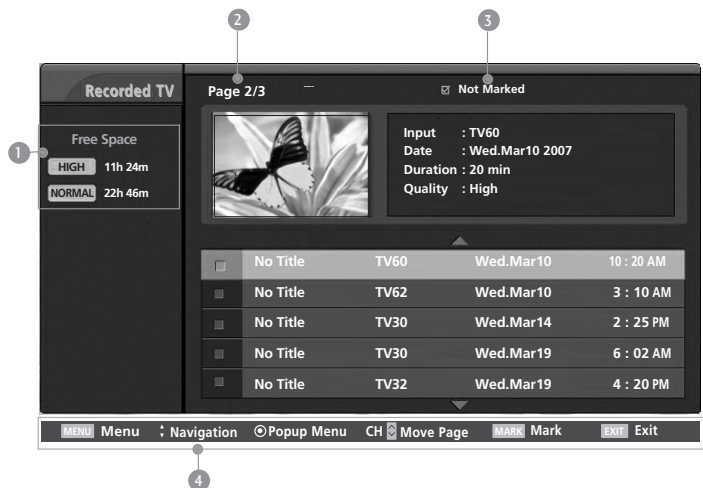 2
3
Recorded TV
Page 2/3
Not Marked
1
Free Space
HIGH 11h 24m
NORMAL 22h 46m
Input : TV60
Date : Wed.Mar10 2007
Duration : 20 min
Quality : High
No Title TV60 Wed.Mar10 10 : 20 AM
No Title TV62 Wed.Mar10 3 : 10 AM
No Title TV30 Wed.Mar14 2 : 25 PM
No Title TV30 Wed.Mar19 6 : 02 AM
No Title TV32 Wed.Mar19 4 : 20 PM
MENU Menu Navigation Popup Menu CH Move Page MARK Mark EXIT Exit
4